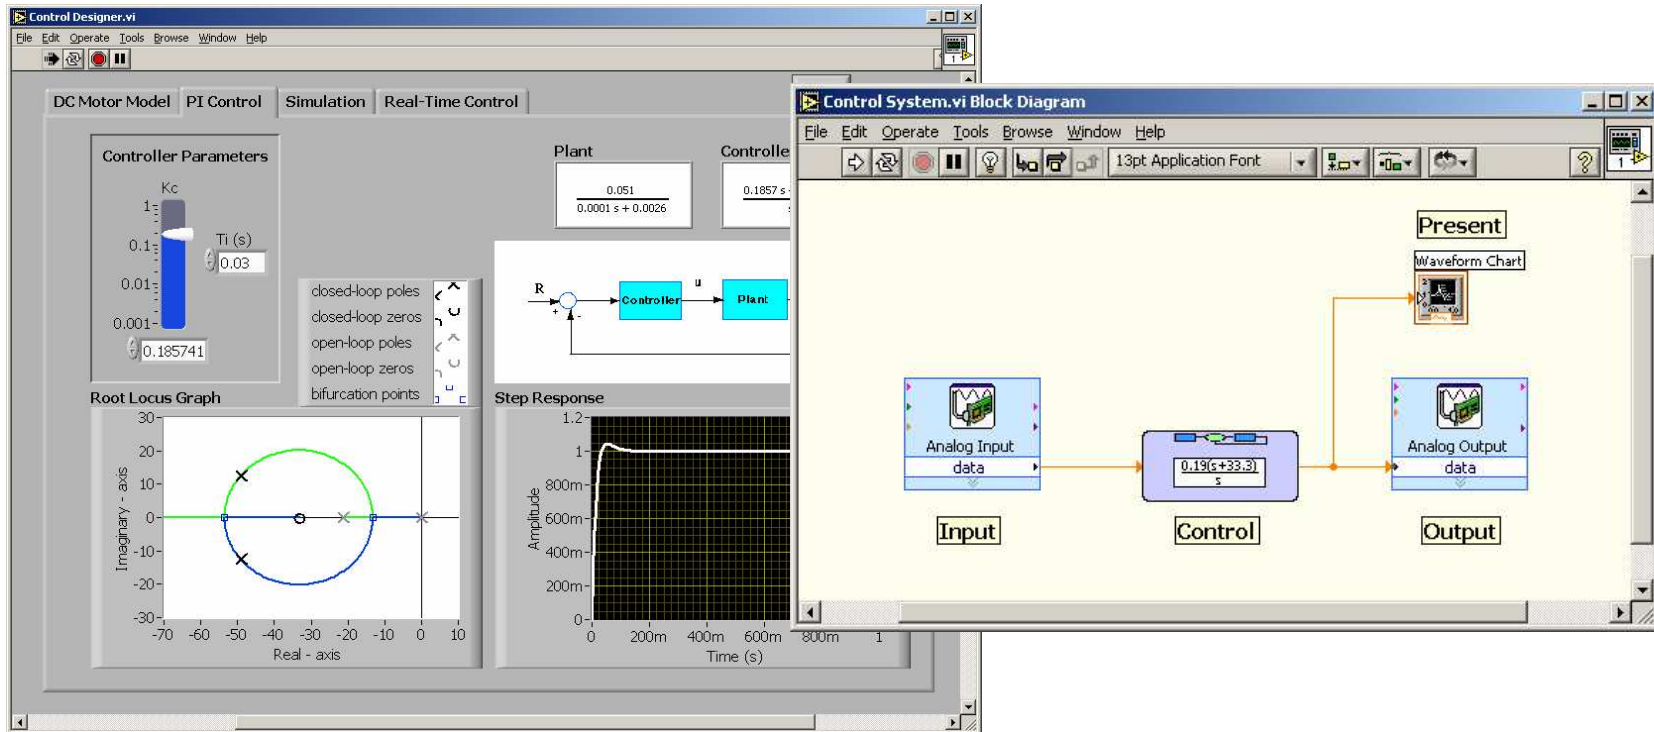 Control Designer.vi
File Edit Operate Tools Browse Window Help
1
DC Motor Model PI Control Simulation Real-Time Control
Controller Parameters
Kc
1
0.1
0.01
0.001
0.185741
Ti (s)
0.03
closed-loop poles
closed-loop zeros
open-loop poles
open-loop zeros
bifurcation points
Plant
0.051
0.0001 s + 0.0026
Controlle
0.1857 s
s
R
+
-
Controller
u
Plant
Root Locus Graph
Imaginary - axis
30
20
10
0
-10
-20
-30
-70 -60 -50 -40 -30 -20 -10 0 10
Real - axis
Step Response
Amplitude
1.2
1
800m
600m
400m
200m
0
0 200m 400m 600m 800m 1
Time (s)
Control System.vi Block Diagram
File Edit Operate Tools Browse Window Help
13pt Application Font
?
1
Present
Waveform Chart
Analog Input
data
0.19(s+33.3)
s
Analog Output
data
Input
Control
Output